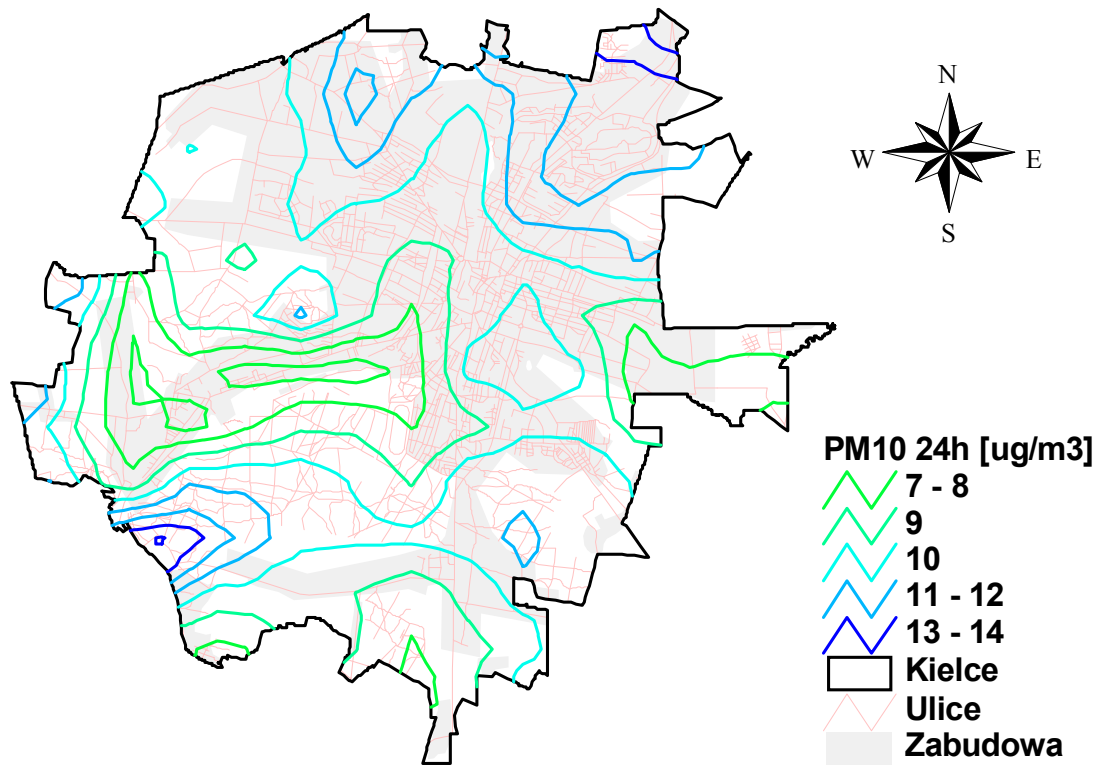 N
W E
S
PM10 24h [ug/m3]
7 - 8
9
10
11 - 12
13 - 14
Kielce
Ulice
Zabudowa